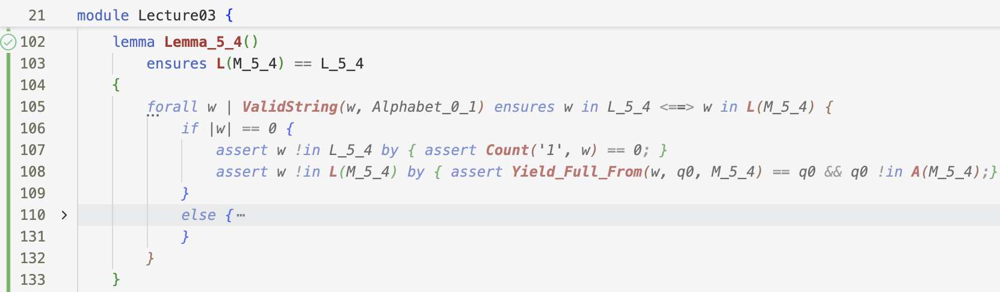 21 module Lecture03 {
102 lemma Lemma_5_4()
103 ensures L(M_5_4) == L_5_4
104 {
105 forall w | ValidString(w, Alphabet_0_1) ensures w in L_5_4 <==> w in L(M_5_4) {
106 if |w| == 0 {
107 assert w !in L_5_4 by { assert Count('1', w) == 0; }
108 assert w !in L(M_5_4) by { assert Yield_Full_From(w, q0, M_5_4) == q0 && q0 !in A(M_5_4);}
109 }
110 > else { ⋯
131 }
132 }
133 }